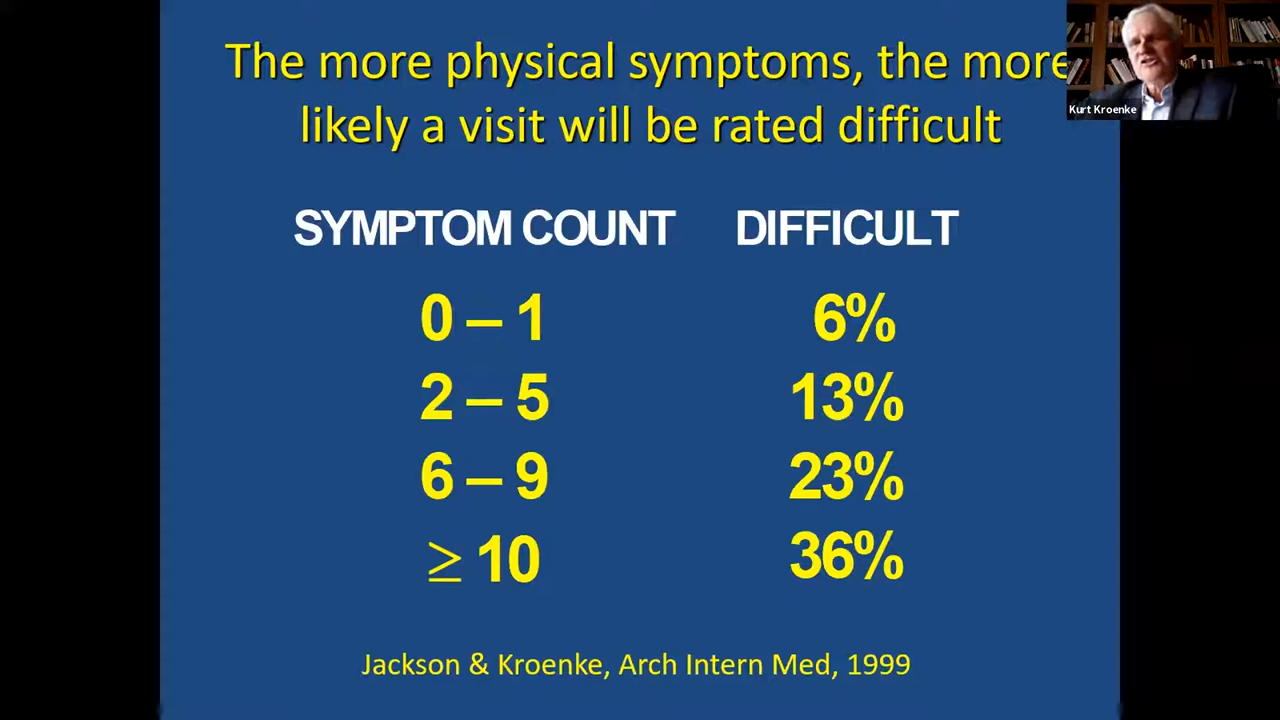 The more physical symptoms, the more
likely a visit will be rated difficult
Kurt Kroenke
SYMPTOM COUNT DIFFICULT
0 – 1 6%
2 – 5 13%
6 – 9 23%
≥ 10 36%
Jackson & Kroenke, Arch Intern Med, 1999